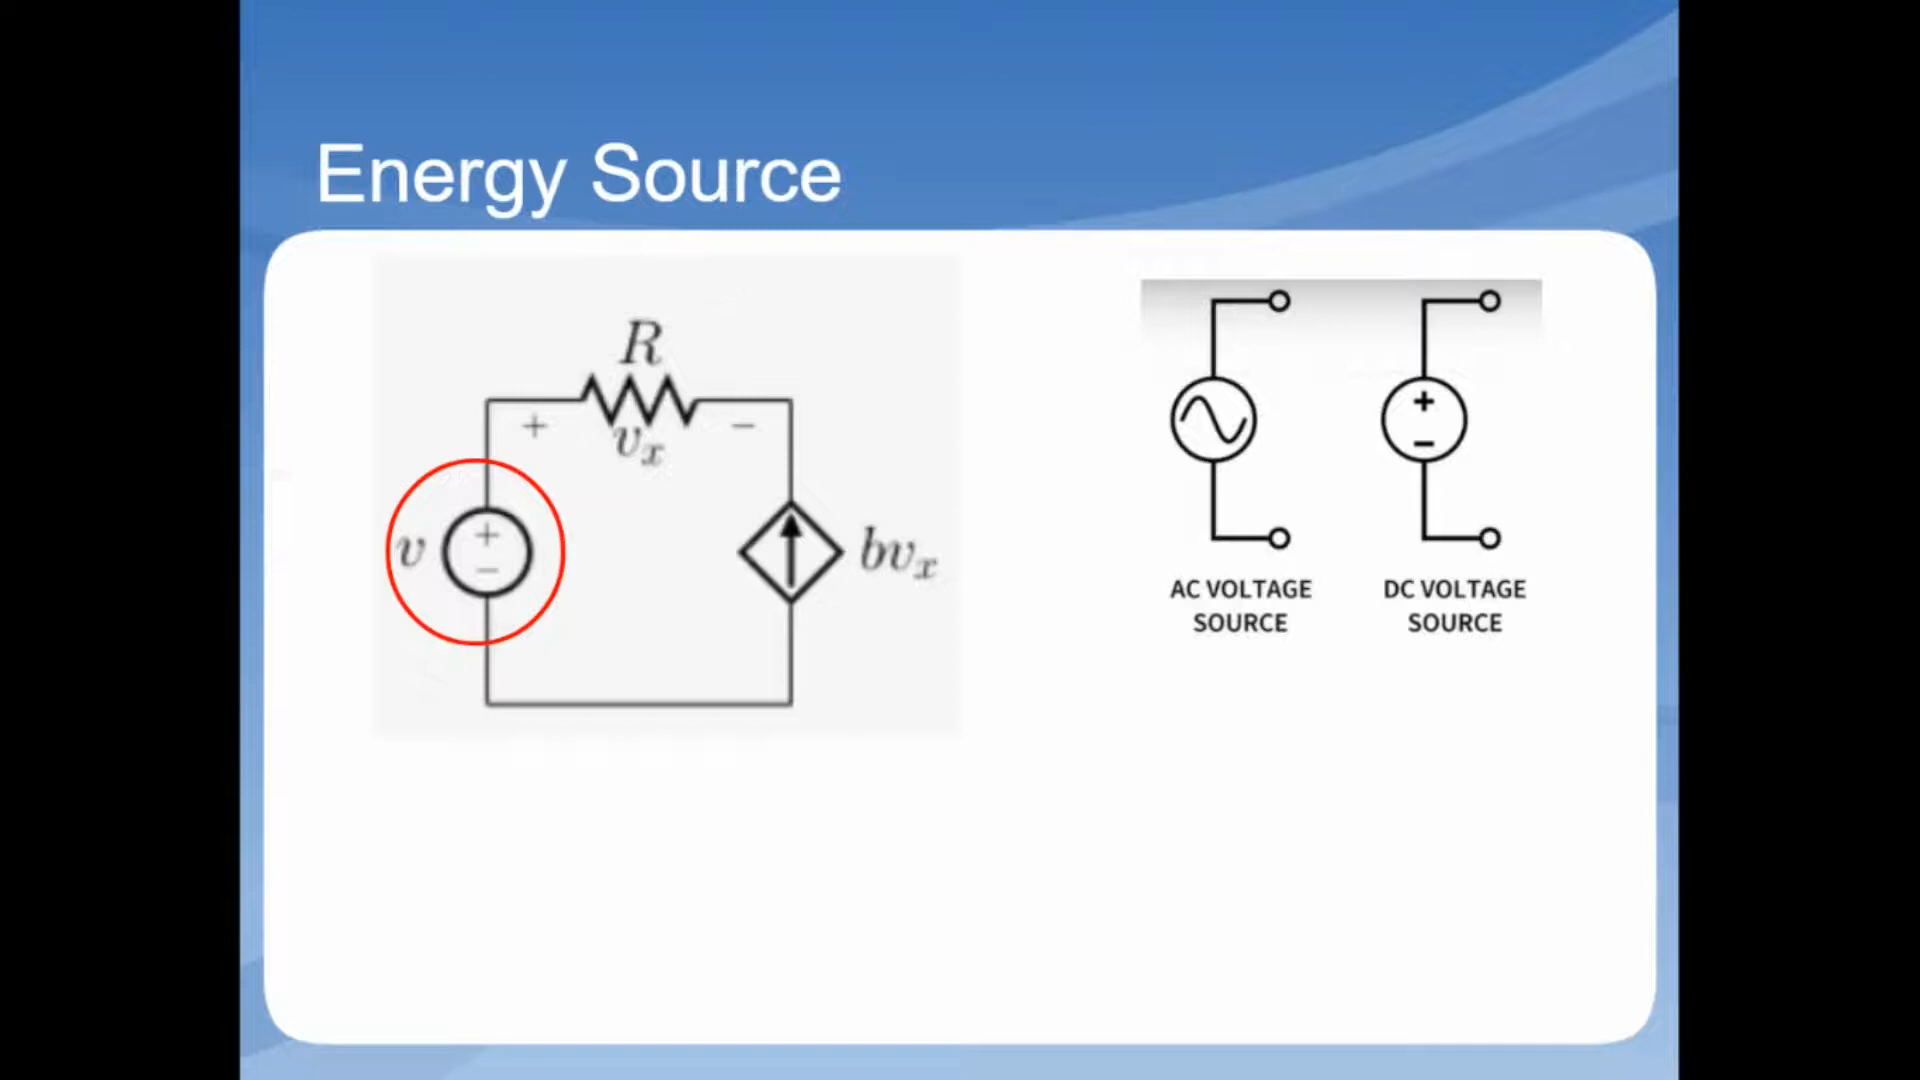 Energy Source
R
+ −
vx
v
+
−
bvx
+
−
AC VOLTAGE
SOURCE
DC VOLTAGE
SOURCE